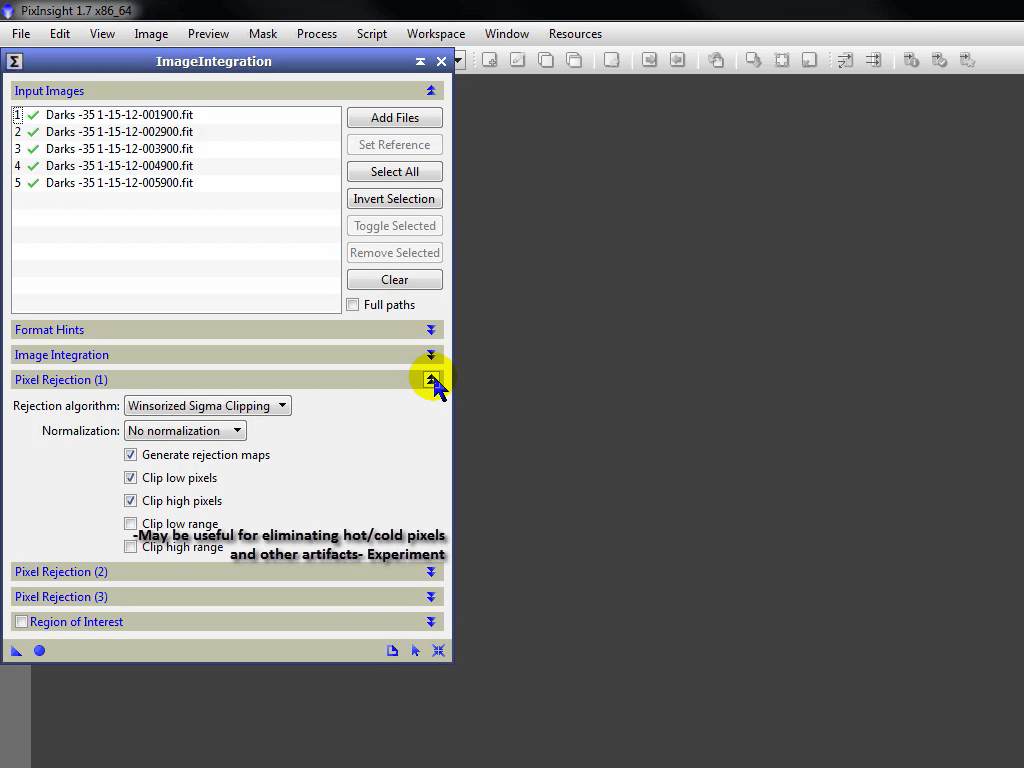 PixInsight 1.7 x86_64
File Edit View Image Preview Mask Process Script Workspace Window Resources
Σ ImageIntegration
Input Images
1 Darks -35 1-15-12-001900.fit
2 Darks -35 1-15-12-002900.fit
3 Darks -35 1-15-12-003900.fit
4 Darks -35 1-15-12-004900.fit
5 Darks -35 1-15-12-005900.fit
Add Files
Set Reference
Select All
Invert Selection
Toggle Selected
Remove Selected
Clear
Full paths
Format Hints
Image Integration
Pixel Rejection (1)
Rejection algorithm: Winsorized Sigma Clipping
Normalization: No normalization
Generate rejection maps
Clip low pixels
Clip high pixels
Clip low range
-May be useful for eliminating hot/cold pixels
Clip high range
and other artifacts- Experiment
Pixel Rejection (2)
Pixel Rejection (3)
Region of Interest